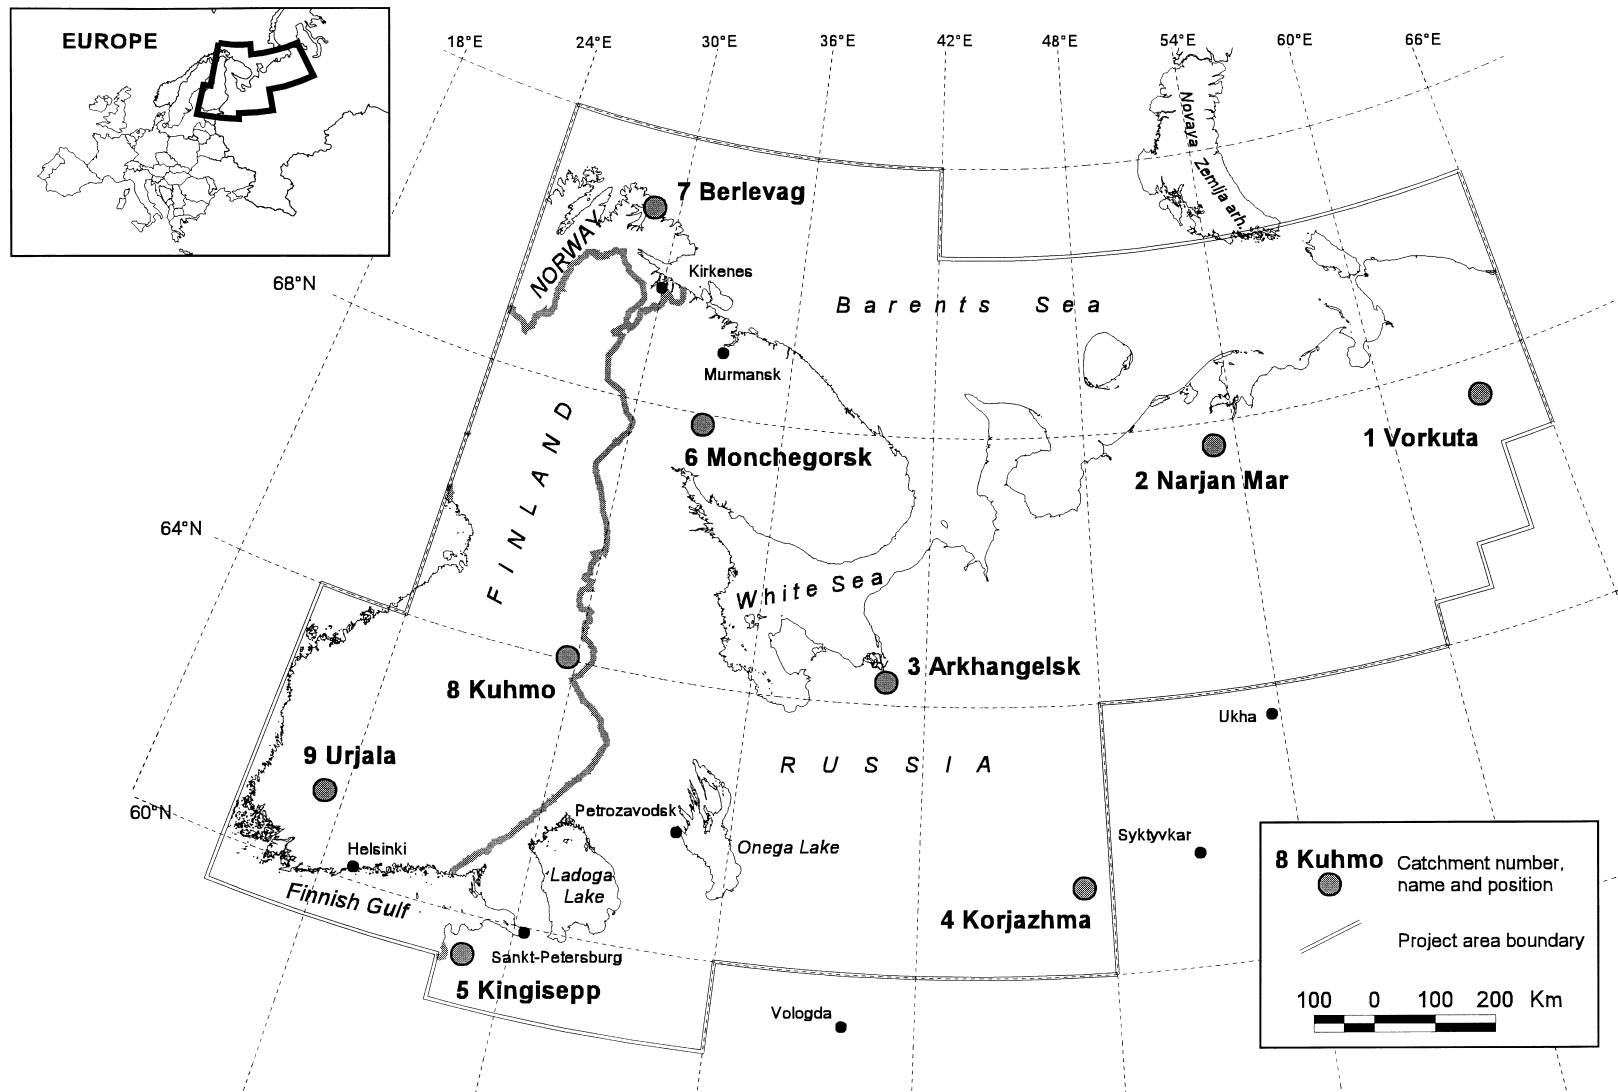 EUROPE
18°E
24°E
30°E
36°E
42°E
48°E
54°E
60°E
66°E
Novaya Zemlja arh.
7 Berlevag
NORWAY
Kirkenes
68°N
Barents Sea
Murmansk
FINLAND
1 Vorkuta
6 Monchegorsk
2 Narjan Mar
64°N
White Sea
3 Arkhangelsk
8 Kuhmo
Ukha
9 Urjala
RUSSIA
60°N
Petrozavodsk
Syktyvkar
Onega Lake
Helsinki
Ladoga
Lake
Finnish Gulf
4 Korjazhma
Sankt-Petersburg
5 Kingisepp
Vologda
8 Kuhmo
Catchment number,
name and position
Project area boundary
100 0 100 200 Km